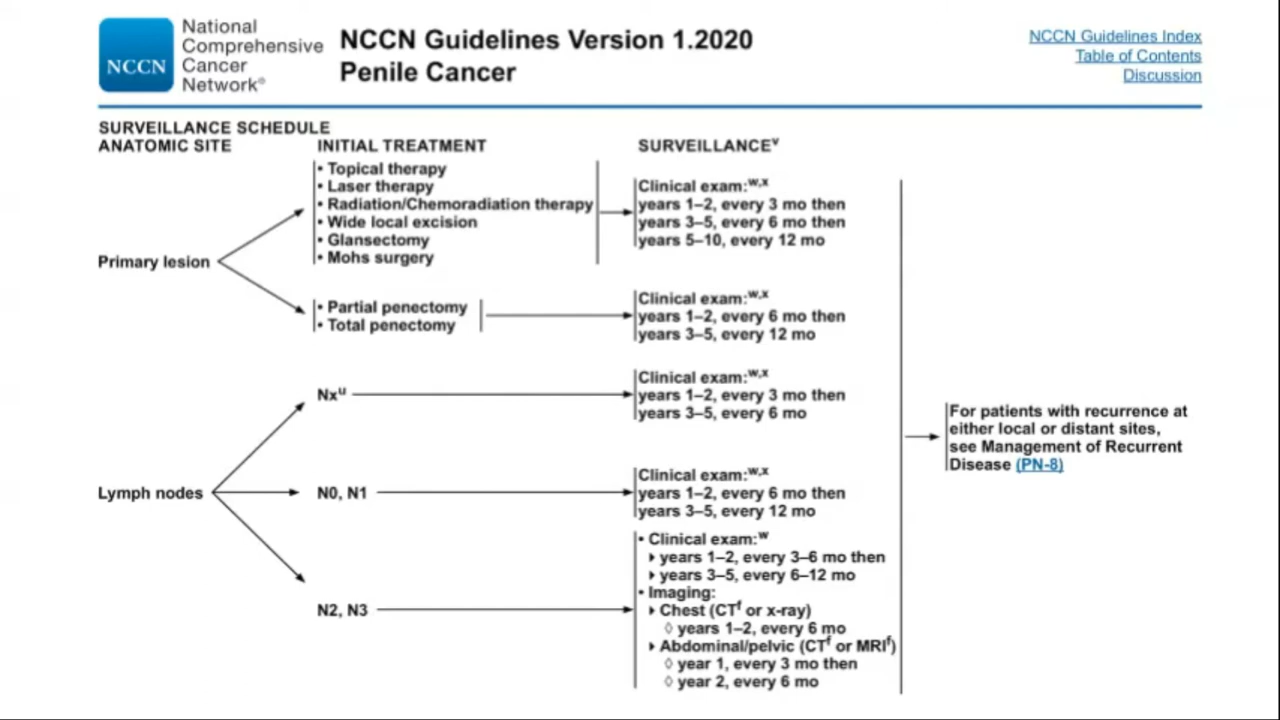 National
Comprehensive
Cancer
Network®
NCCN
NCCN Guidelines Version 1.2020
Penile Cancer
NCCN Guidelines Index
Table of Contents
Discussion
SURVEILLANCE SCHEDULE
ANATOMIC SITE
INITIAL TREATMENT
SURVEILLANCEᵛ
Primary lesion
• Topical therapy
• Laser therapy
• Radiation/Chemoradiation therapy
• Wide local excision
• Glansectomy
• Mohs surgery
Clinical exam:ʷ,ˣ
years 1–2, every 3 mo then
years 3–5, every 6 mo then
years 5–10, every 12 mo
• Partial penectomy
• Total penectomy
Clinical exam:ʷ,ˣ
years 1–2, every 6 mo then
years 3–5, every 12 mo
Lymph nodes
Nxᵘ
Clinical exam:ʷ,ˣ
years 1–2, every 3 mo then
years 3–5, every 6 mo
N0, N1
Clinical exam:ʷ,ˣ
years 1–2, every 6 mo then
years 3–5, every 12 mo
N2, N3
• Clinical exam:ʷ
‣ years 1–2, every 3–6 mo then
‣ years 3–5, every 6–12 mo
• Imaging:
‣ Chest (CTᶠ or x-ray)
◊ years 1–2, every 6 mo
‣ Abdominal/pelvic (CTᶠ or MRIᶠ)
◊ year 1, every 3 mo then
◊ year 2, every 6 mo
For patients with recurrence at
either local or distant sites,
see Management of Recurrent
Disease (PN-8)